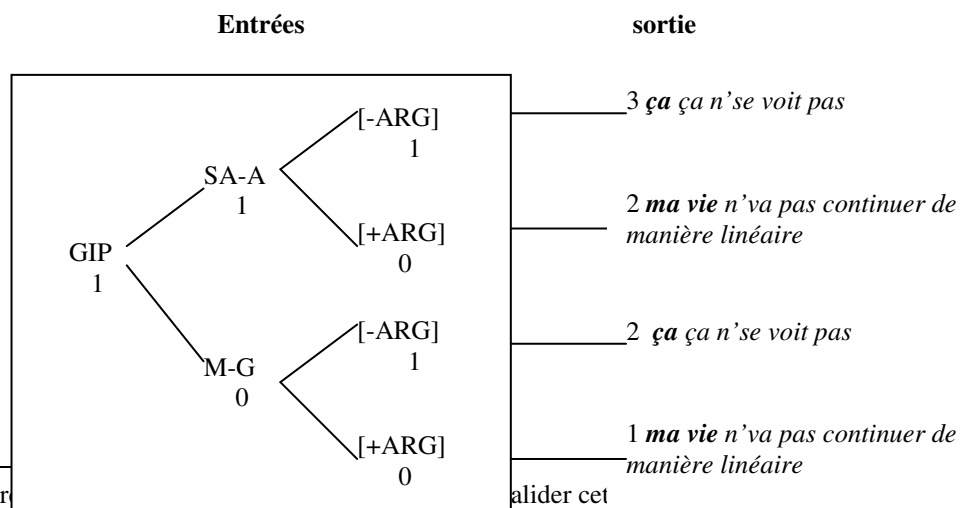 Entrées sortie
3 ça ça n'se voit pas
[-ARG]
1
SA-A
1
2 ma vie n'va pas continuer de
manière linéaire
[+ARG]
0
GIP
1
[-ARG]
1
2 ça ça n'se voit pas
M-G
0
1 ma vie n'va pas continuer de
manière linéaire
[+ARG]
0
alider cet